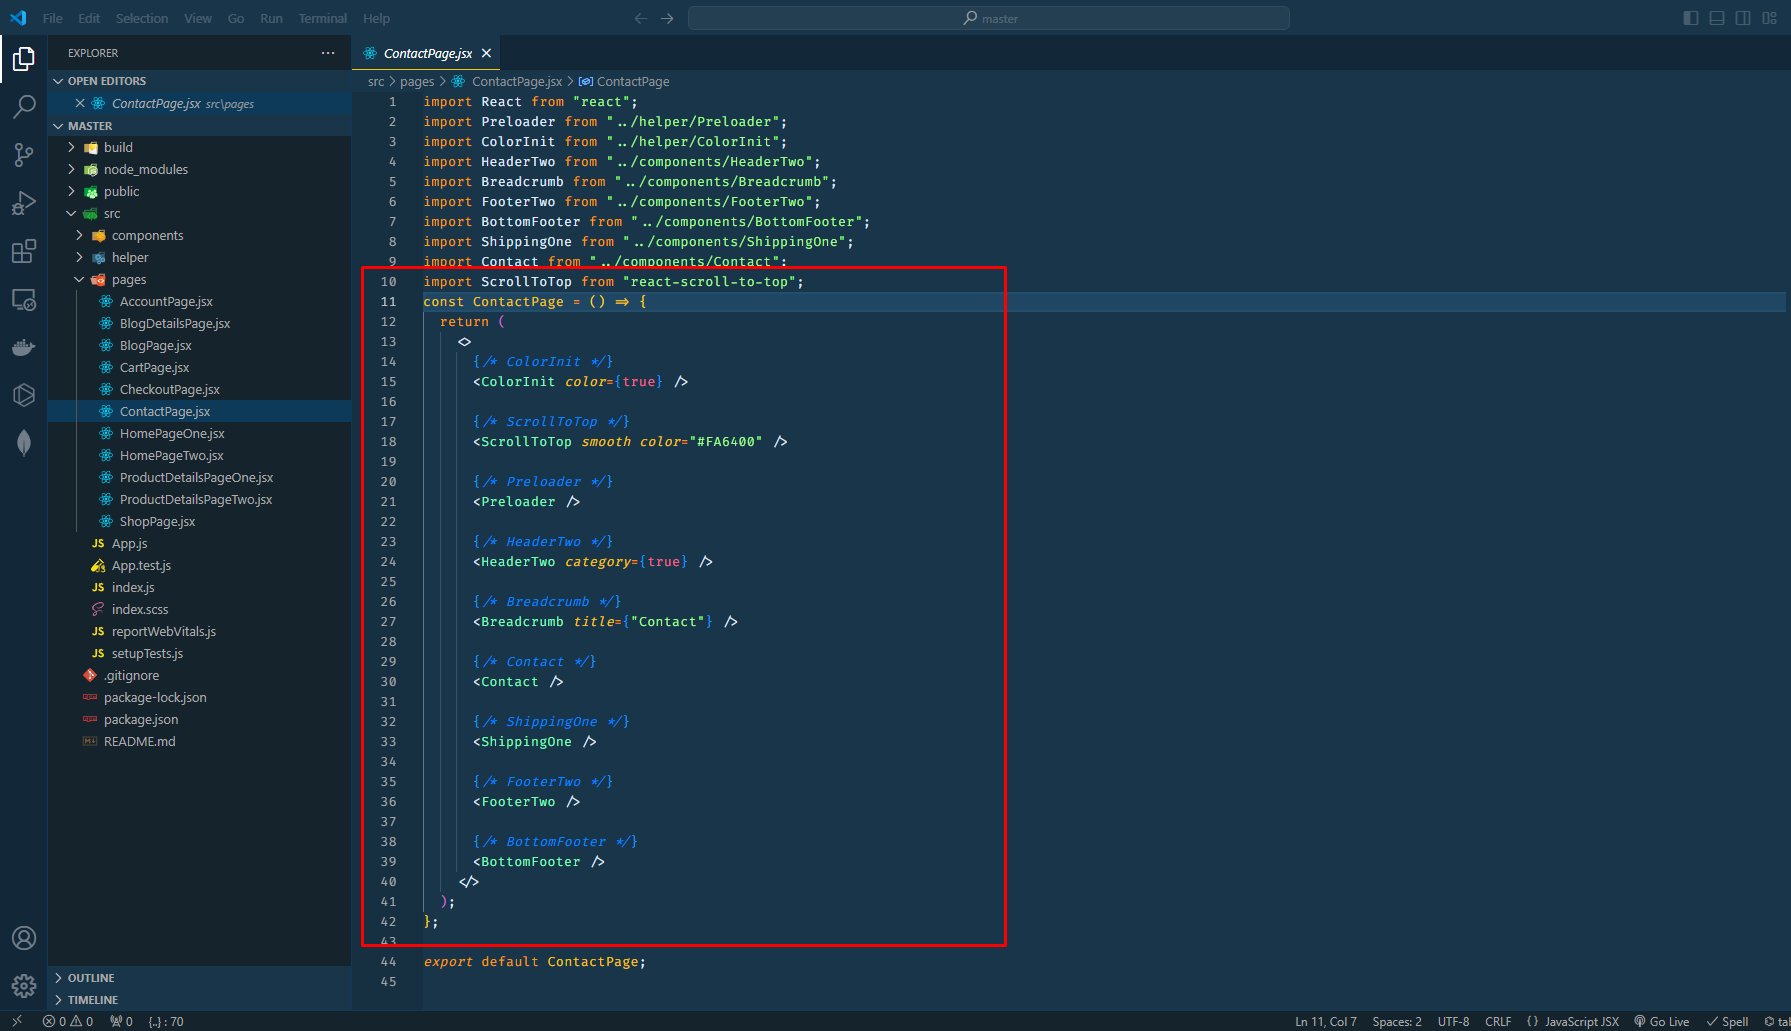 File Edit Selection View Go Run Terminal Help
master
EXPLORER
OPEN EDITORS
ContactPage.jsx src\pages
MASTER
build
node_modules
public
src
components
helper
pages
AccountPage.jsx
BlogDetailsPage.jsx
BlogPage.jsx
CartPage.jsx
CheckoutPage.jsx
ContactPage.jsx
HomePageOne.jsx
HomePageTwo.jsx
ProductDetailsPageOne.jsx
ProductDetailsPageTwo.jsx
ShopPage.jsx
JS App.js
App.test.js
JS index.js
index.scss
JS reportWebVitals.js
JS setupTests.js
.gitignore
package-lock.json
package.json
README.md
OUTLINE
TIMELINE
ContactPage.jsx
src > pages > ContactPage.jsx > ContactPage
1 import React from "react";
2 import Preloader from "../helper/Preloader";
3 import ColorInit from "../helper/ColorInit";
4 import HeaderTwo from "../components/HeaderTwo";
5 import Breadcrumb from "../components/Breadcrumb";
6 import FooterTwo from "../components/FooterTwo";
7 import BottomFooter from "../components/BottomFooter";
8 import ShippingOne from "../components/ShippingOne";
9 import Contact from "../components/Contact";
10 import ScrollToTop from "react-scroll-to-top";
11 const ContactPage = () => {
12 return (
13 <>
14 {/* ColorInit */}
15 <ColorInit color={true} />
16
17 {/* ScrollToTop */}
18 <ScrollToTop smooth color="#FA6400" />
19
20 {/* Preloader */}
21 <Preloader />
22
23 {/* HeaderTwo */}
24 <HeaderTwo category={true} />
25
26 {/* Breadcrumb */}
27 <Breadcrumb title={"Contact"} />
28
29 {/* Contact */}
30 <Contact />
31
32 {/* ShippingOne */}
33 <ShippingOne />
34
35 {/* FooterTwo */}
36 <FooterTwo />
37
38 {/* BottomFooter */}
39 <BottomFooter />
40 </>
41 );
42 };
43
44 export default ContactPage;
45
0 0 0 {..} : 70
Ln 11, Col 7 Spaces: 2 UTF-8 CRLF {} JavaScript JSX Go Live Spell